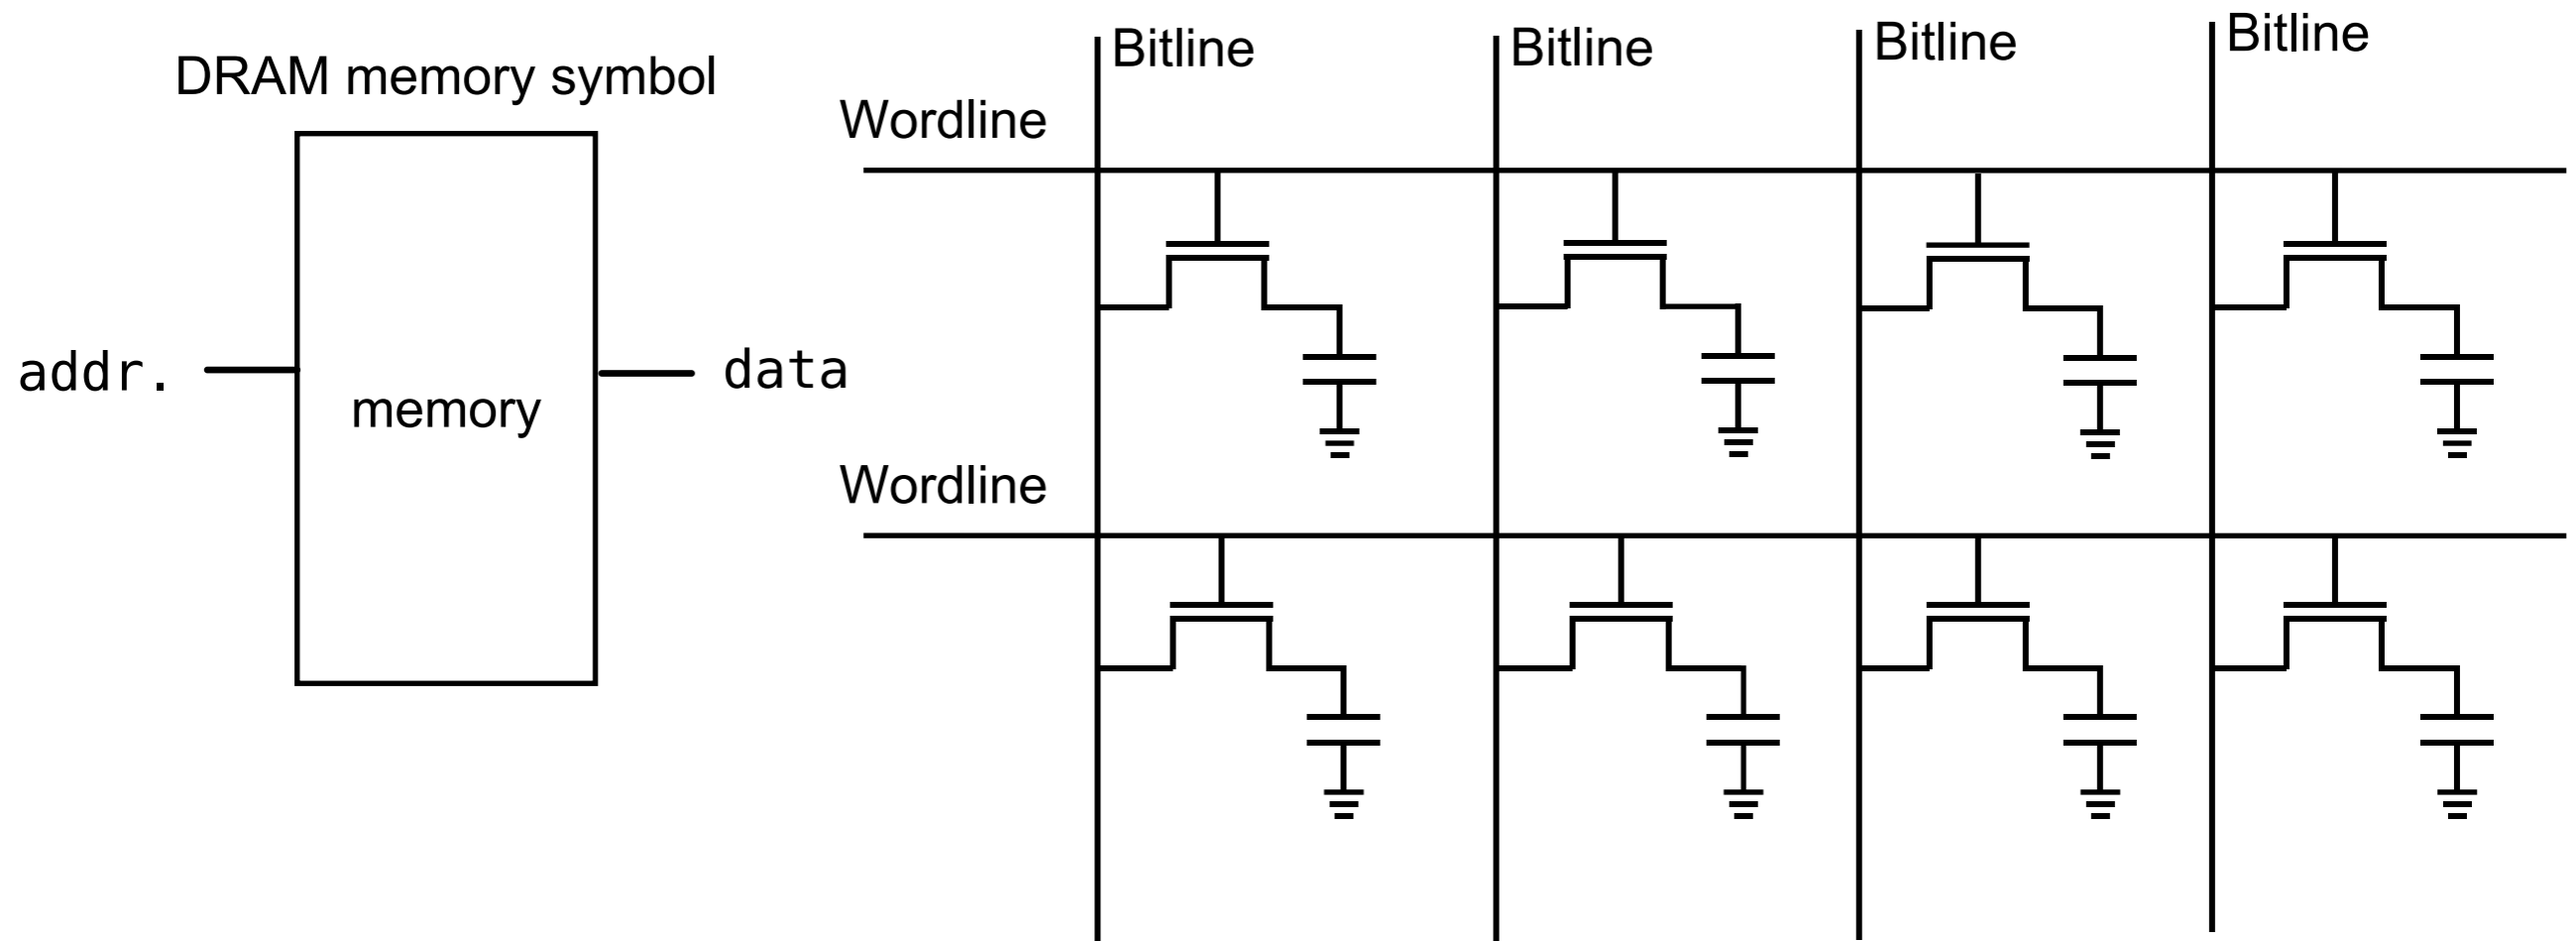 DRAM memory symbol
addr.
memory
data
Bitline
Bitline
Bitline
Bitline
Wordline
Wordline